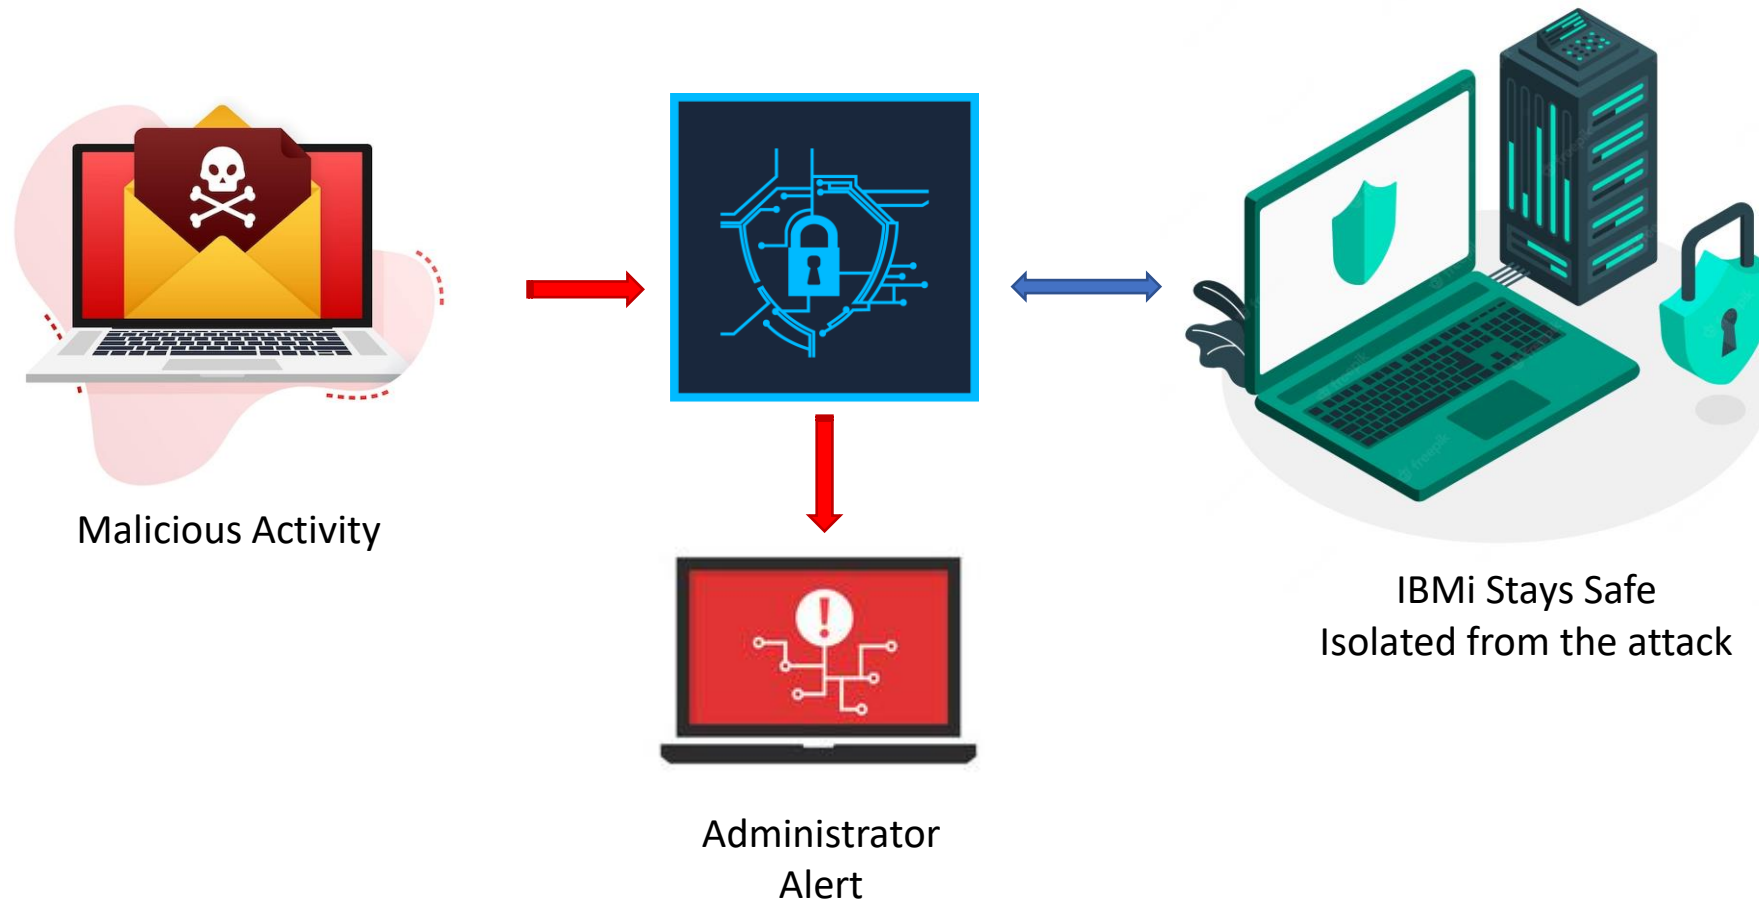 Malicious Activity
IBMi Stays Safe
Isolated from the attack
Administrator
Alert